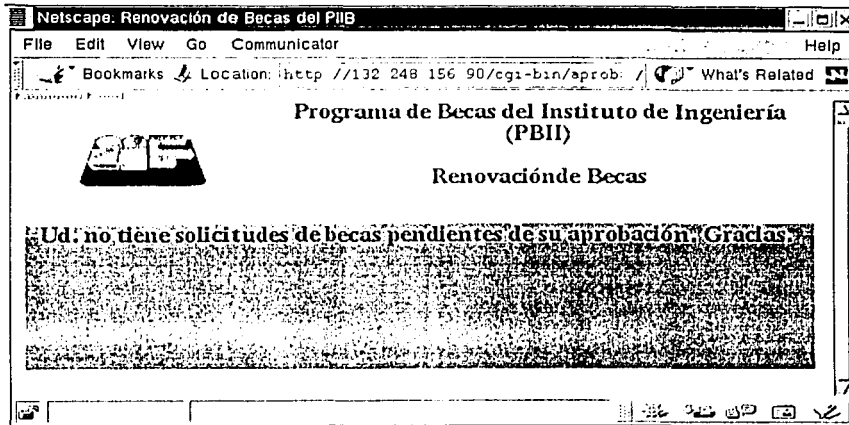 Netscape: Renovación de Becas del PIIB
File Edit View Go Communicator Help
Bookmarks Location: http //132 248 156 90/cgi-bin/aprob / What's Related
Programa de Becas del Instituto de Ingeniería
(PBII)
Renovaciónde Becas
Ud. no tiene solicitudes de becas pendientes de su aprobación. Gracias.